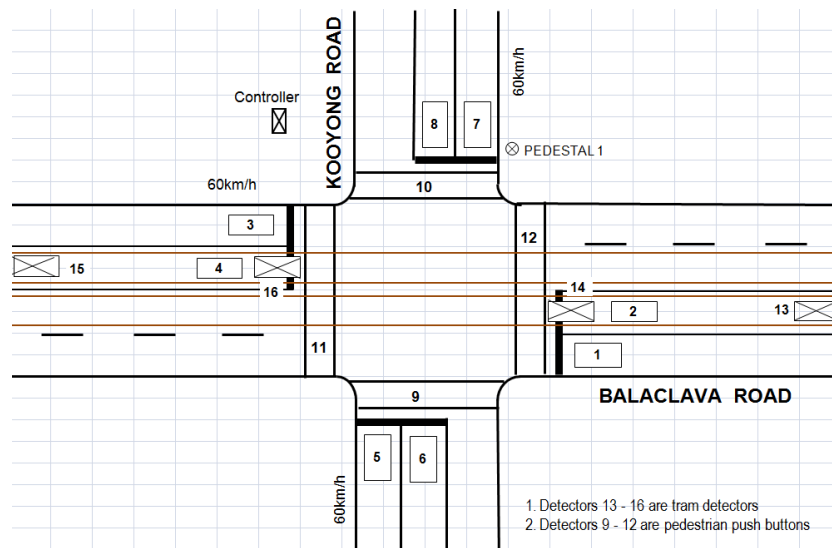 KOOYONG ROAD
60km/h
Controller
8
7
PEDESTAL 1
60km/h
10
3
12
15
4
16
14
2
13
11
1
9
BALACLAVA ROAD
5
6
60km/h
1. Detectors 13 - 16 are tram detectors
2. Detectors 9 - 12 are pedestrian push buttons